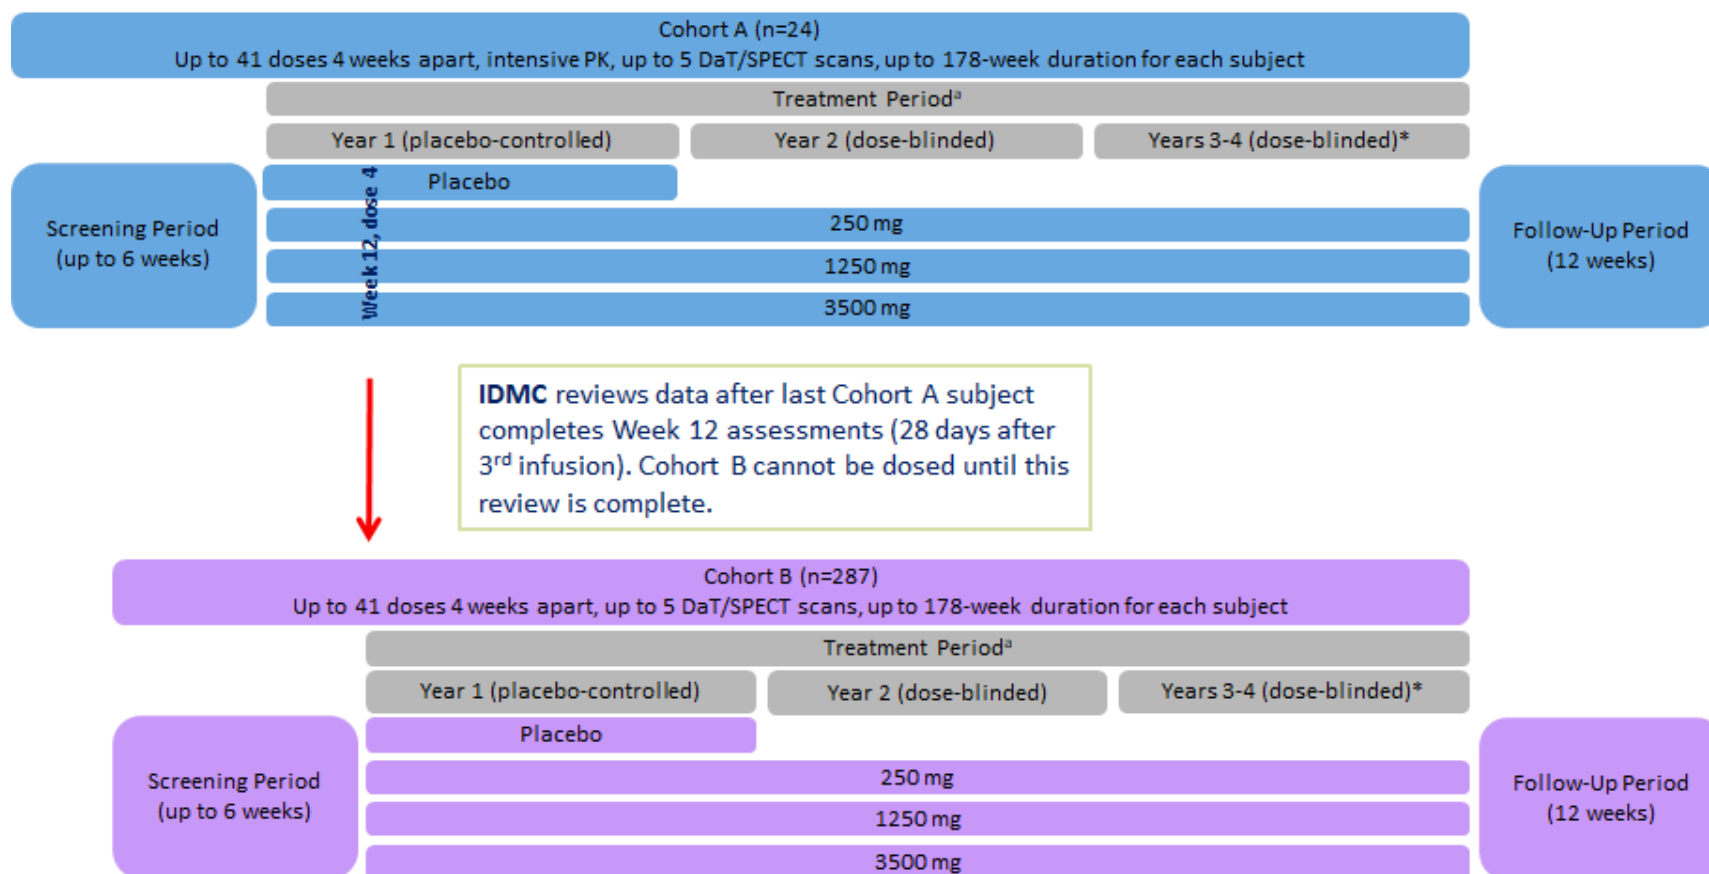 Cohort A (n=24)
Up to 41 doses 4 weeks apart, intensive PK, up to 5 DaT/SPECT scans, up to 178-week duration for each subject
Treatment Periodᵃ
Year 1 (placebo-controlled)
Year 2 (dose-blinded)
Years 3-4 (dose-blinded)*
Screening Period
(up to 6 weeks)
Week 12, dose 4
Placebo
250 mg
1250 mg
3500 mg
Follow-Up Period
(12 weeks)
IDMC reviews data after last Cohort A subject
completes Week 12 assessments (28 days after
3rd infusion). Cohort B cannot be dosed until this
review is complete.
Cohort B (n=287)
Up to 41 doses 4 weeks apart, up to 5 DaT/SPECT scans, up to 178-week duration for each subject
Treatment Periodᵃ
Year 1 (placebo-controlled)
Year 2 (dose-blinded)
Years 3-4 (dose-blinded)*
Screening Period
(up to 6 weeks)
Placebo
250 mg
1250 mg
3500 mg
Follow-Up Period
(12 weeks)